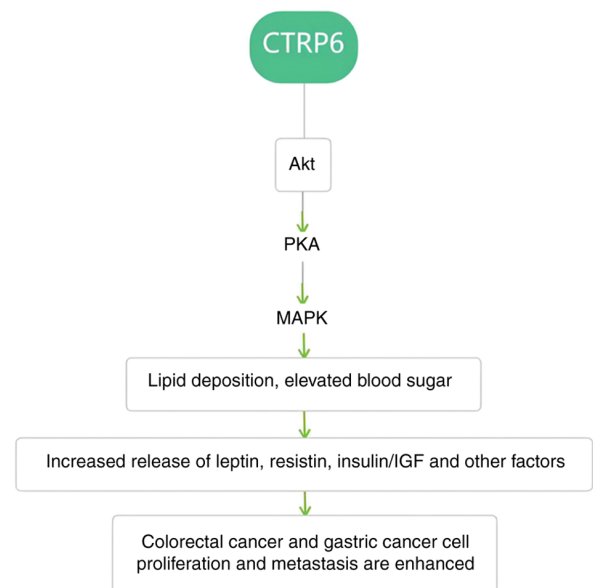 CTRP6
Akt
PKA
MAPK
Lipid deposition, elevated blood sugar
Increased release of leptin, resistin, insulin/IGF and other factors
Colorectal cancer and gastric cancer cell
proliferation and metastasis are enhanced